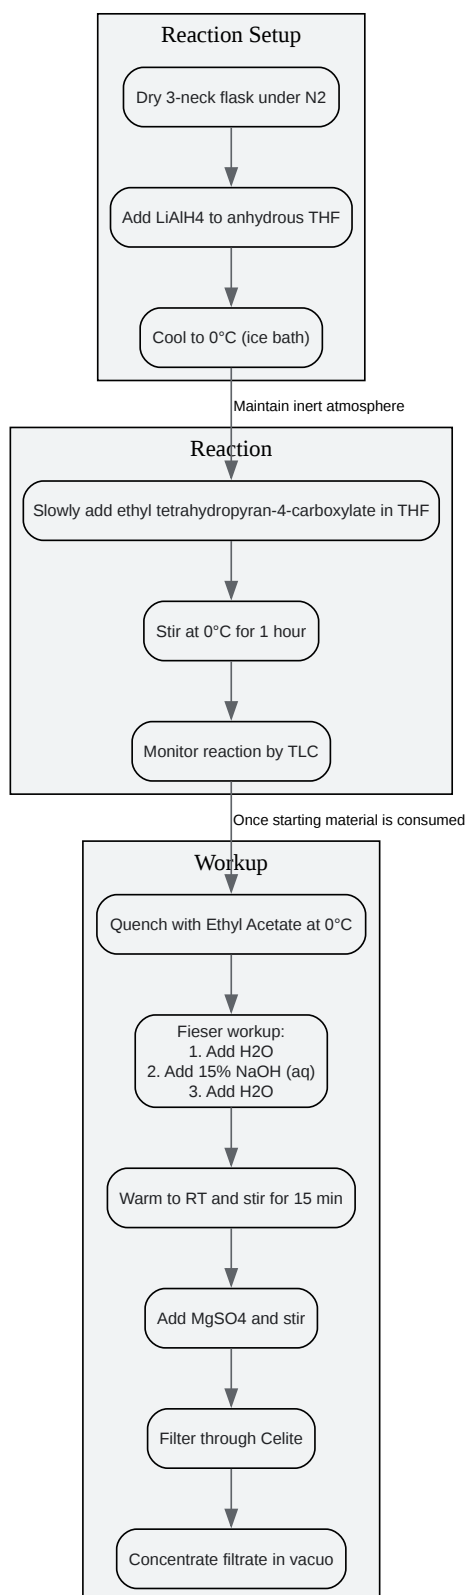 Reaction Setup
Dry 3-neck flask under N2
Add LiAlH4 to anhydrous THF
Cool to 0°C (ice bath)
Maintain inert atmosphere
Reaction
Slowly add ethyl tetrahydropyran-4-carboxylate in THF
Stir at 0°C for 1 hour
Monitor reaction by TLC
Once starting material is consumed
Workup
Quench with Ethyl Acetate at 0°C
Fieser workup:
1. Add H2O
2. Add 15% NaOH (aq)
3. Add H2O
Warm to RT and stir for 15 min
Add MgSO4 and stir
Filter through Celite
Concentrate filtrate in vacuo